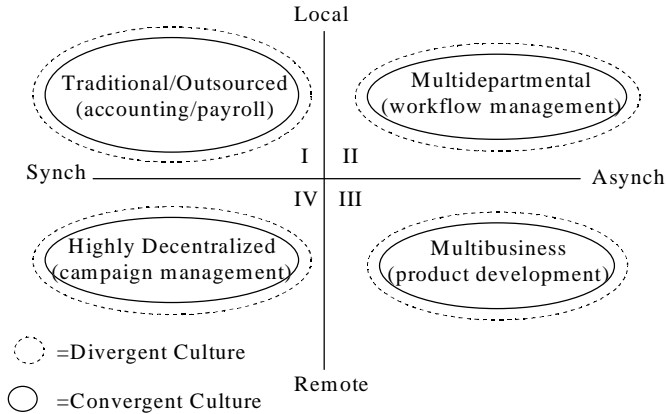 Local
Traditional/Outsourced
(accounting/payroll)
Multidepartmental
(workflow management)
I
II
Synch
Asynch
IV
III
Highly Decentralized
(campaign management)
Multibusiness
(product development)
=Divergent Culture
Remote
=Convergent Culture